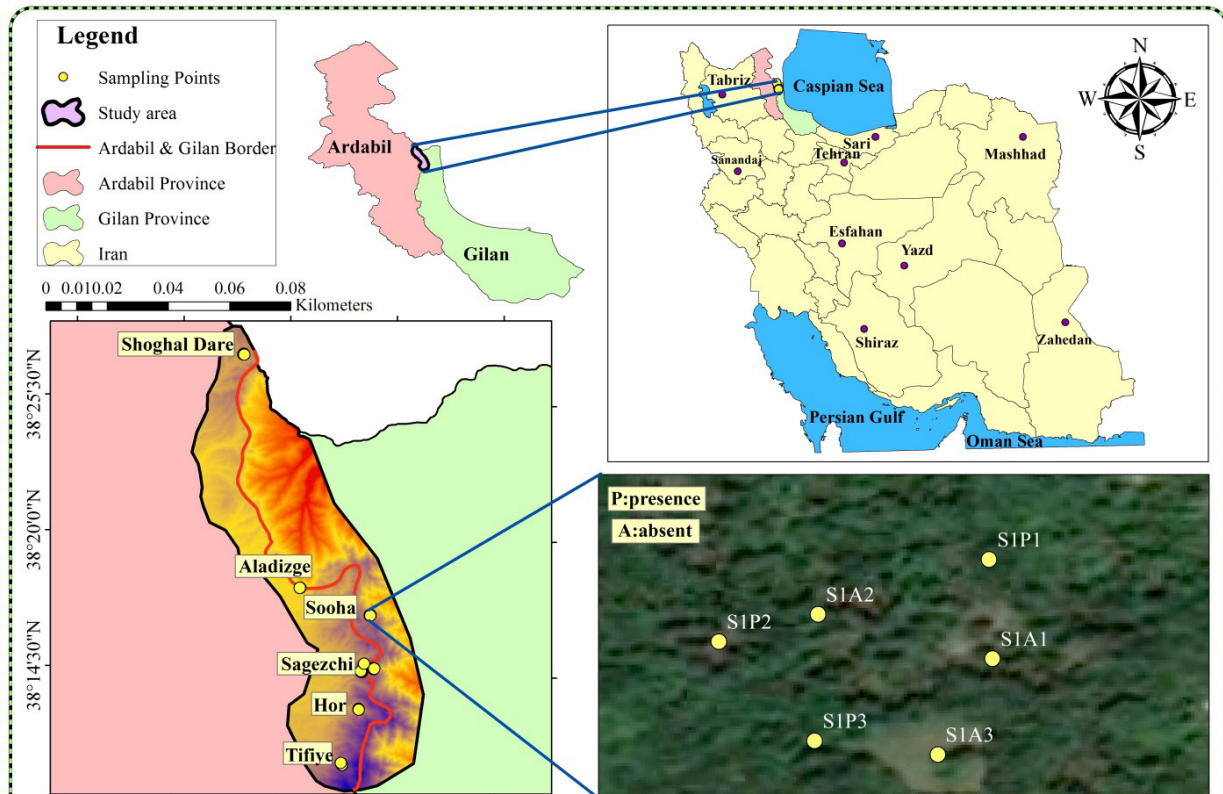 Legend
Sampling Points
Study area
Ardabil & Gilan Border
Ardabil Province
Gilan Province
Iran
0 0.010.02 0.04 0.06 0.08
Kilometers
Ardabil
Gilan
Tabriz
Caspian Sea
Sari
Tehran
Sanandaj
Mashhad
Esfahan
Yazd
Shiraz
Zahedan
Persian Gulf
Oman Sea
N
W
E
S
38°25'30"N
38°20'0"N
38°14'30"N
Shoghal Dare
Aladizge
Sooha
Sagezchi
Hor
Tifiye
P:presence
A:absent
S1P1
S1A2
S1P2
S1A1
S1P3
S1A3